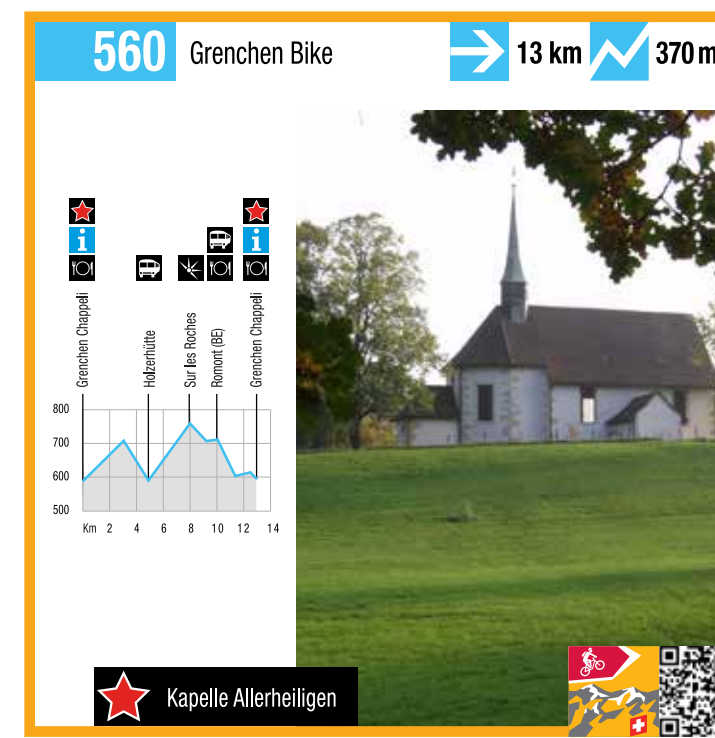 560 Grenchen Bike 13 km 370 m
Grenchen Chappeli
Holzerhütte
Sur les Roches
Romont (BE)
Grenchen Chappeli
800
700
600
500
Km 2 4 6 8 10 12 14
Kapelle Allerheiligen